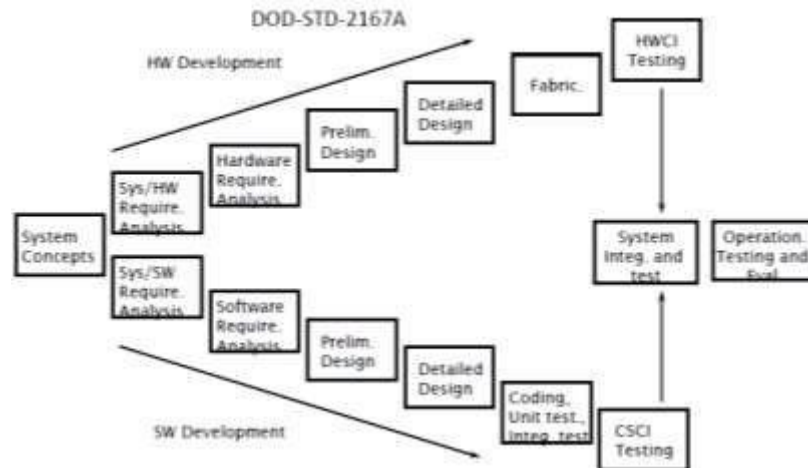 DOD-STD-2167A
HW Development
HWCI
Testing
Fabric.
Detailed
Design
Prelim.
Design
Hardware
Require.
Analysis
Sys/HW
Require.
Analysis
System
Concepts
Sys/SW
Require.
Analysis
Software
Require.
Analysis
Prelim.
Design
Detailed
Design
Coding,
Unit test.,
Integ. test
CSCI
Testing
System
Integ. and
test
Operation.
Testing and
Eval
SW Development